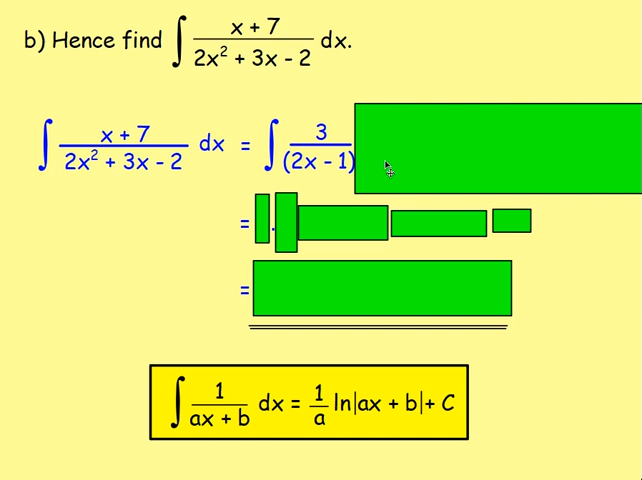 b) Hence find ∫ (x + 7)/(2x² + 3x - 2) dx.
∫ (x + 7)/(2x² + 3x - 2) dx = ∫ 3/(2x - 1)
= .
=
∫ 1/(ax + b) dx = 1/a ln|ax + b| + C